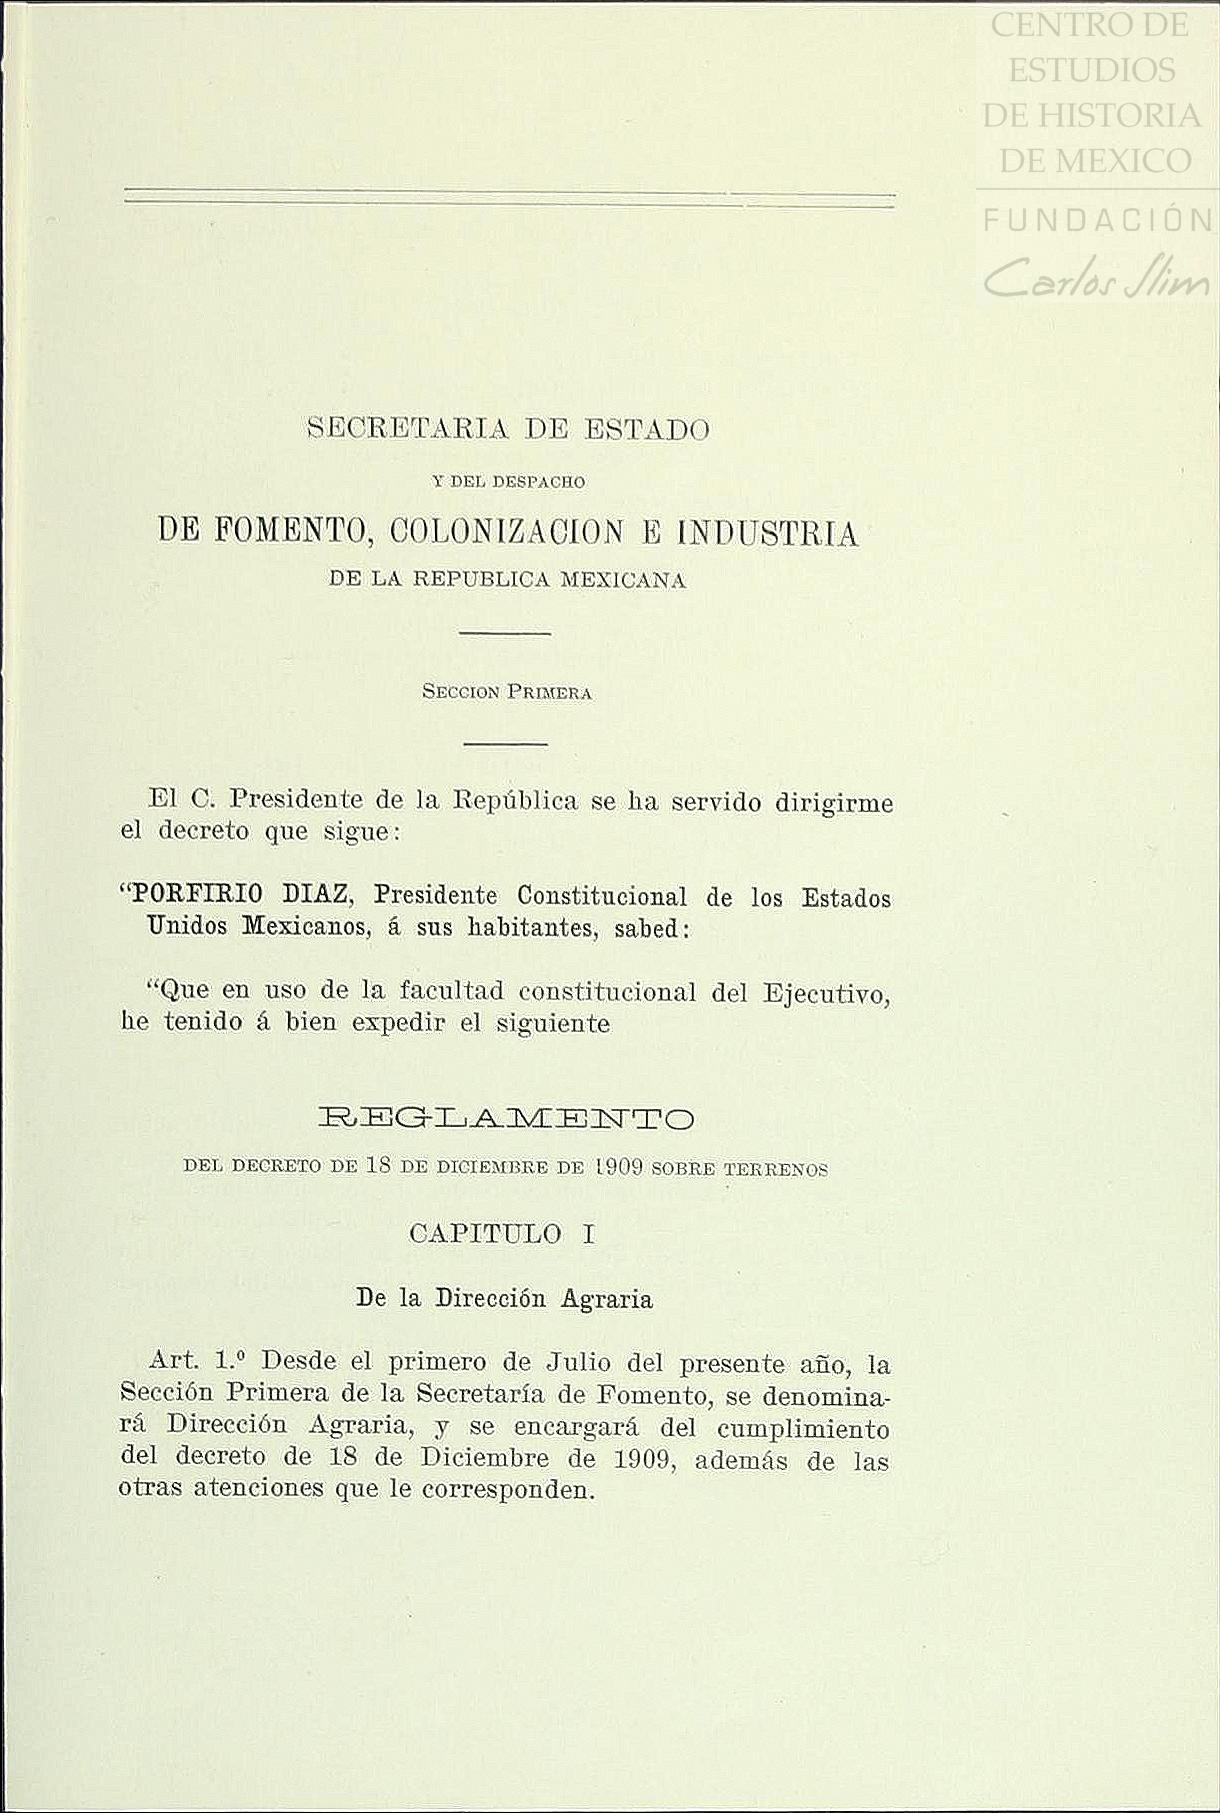 CENTRO DE
ESTUDIOS
DE HISTORIA
DE MEXICO
FUNDACIÓN
Carlos Slim
SECRETARIA DE ESTADO
Y DEL DESPACHO
DE FOMENTO, COLONIZACION E INDUSTRIA
DE LA REPUBLICA MEXICANA
SECCION PRIMERA
El C. Presidente de la República se ha servido dirigirme
el decreto que sigue:
“PORFIRIO DIAZ, Presidente Constitucional de los Estados
Unidos Mexicanos, á sus habitantes, sabed:
“Que en uso de la facultad constitucional del Ejecutivo,
he tenido á bien expedir el siguiente
REGLAMENTO
DEL DECRETO DE 18 DE DICIEMBRE DE 1909 SOBRE TERRENOS
CAPITULO I
De la Dirección Agraria
Art. 1.º Desde el primero de Julio del presente año, la
Sección Primera de la Secretaría de Fomento, se denomina-
rá Dirección Agraria, y se encargará del cumplimiento
del decreto de 18 de Diciembre de 1909, además de las
otras atenciones que le corresponden.